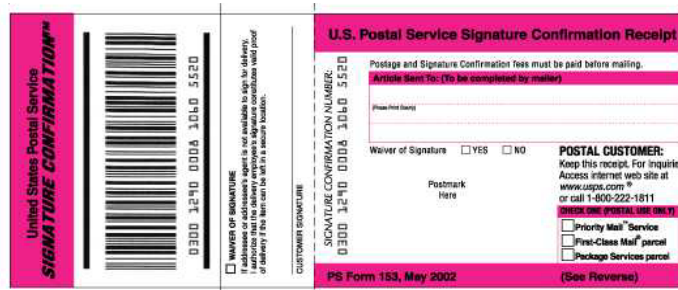 United States Postal Service
SIGNATURE CONFIRMATION™
0300 1290 0008 1060 5520
WAIVER OF SIGNATURE
If addressee or addressee's agent is not available to sign for delivery,
I authorize that the delivery employee's signature constitutes valid proof
of delivery if the item can be left in a secure location.
CUSTOMER SIGNATURE
U.S. Postal Service Signature Confirmation Receipt
SIGNATURE CONFIRMATION NUMBER:
0300 1290 0008 1060 5520
Postage and Signature Confirmation fees must be paid before mailing.
Article Sent To: (To be completed by mailer)
(Please Print Clearly)
Waiver of Signature YES NO
Postmark
Here
POSTAL CUSTOMER:
Keep this receipt. For Inquirie
Access internet web site at
www.usps.com ®
or call 1-800-222-1811
CHECK ONE (POSTAL USE ONLY)
Priority Mail™ Service
First-Class Mail® parcel
Package Services parcel
PS Form 153, May 2002
(See Reverse)